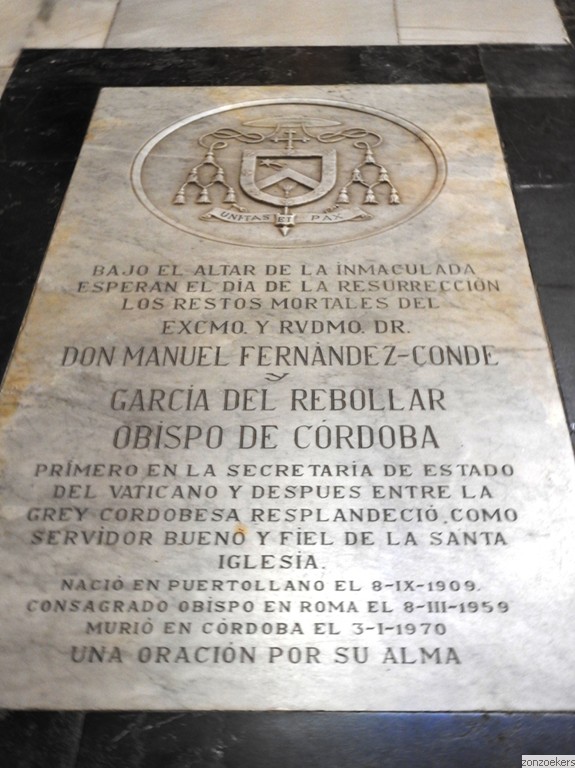 UNITAS ET PAX
BAJO EL ALTAR DE LA INMACULADA
ESPERAN EL DÍA DE LA RESURRECCIÓN
LOS RESTOS MORTALES DEL
EXCMO. Y RVDMO. DR.
DON MANUEL FERNÁNDEZ-CONDE
Y
GARCÍA DEL REBOLLAR
OBISPO DE CÓRDOBA
PRIMERO EN LA SECRETARÍA DE ESTADO
DEL VATICANO Y DESPUES ENTRE LA
GREY CORDOBESA RESPLANDECIÓ, COMO
SERVIDOR BUENO Y FIEL DE LA SANTA
IGLESIA.
NACIÓ EN PUERTOLLANO EL 8-IX-1909.
CONSAGRADO OBISPO EN ROMA EL 8-III-1959
MURIÓ EN CÓRDOBA EL 3-I-1970
UNA ORACIÓN POR SU ALMA
zonzoekers